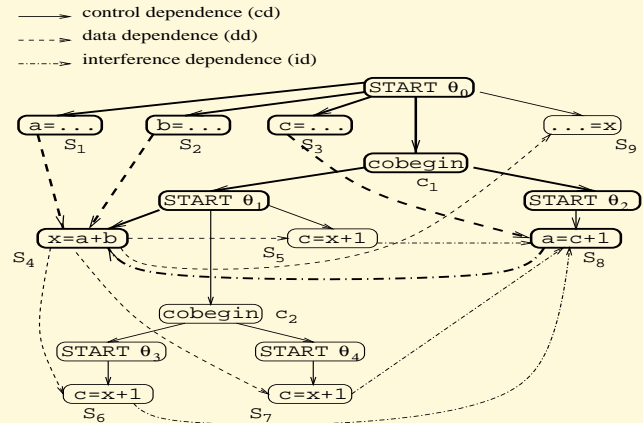 control dependence (cd)
data dependence (dd)
interference dependence (id)
START θ0
a=...
b=...
c=...
...=x
S1
S2
S3
S9
cobegin
c1
START θ1
START θ2
x=a+b
c=x+1
a=c+1
S4
S5
S8
cobegin c2
START θ3
START θ4
c=x+1
c=x+1
S6
S7